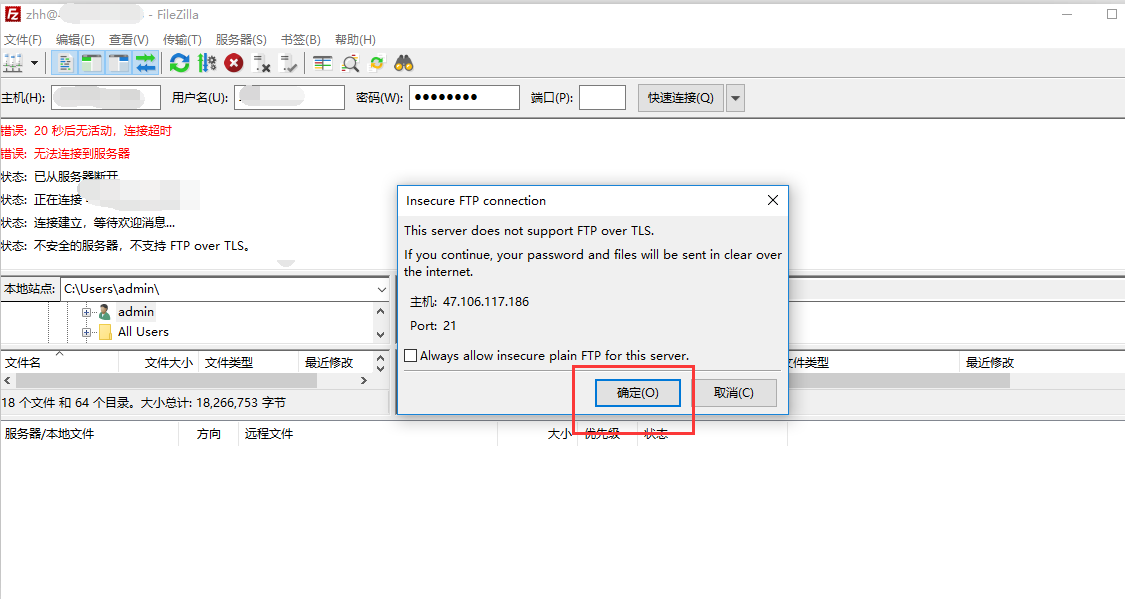 zhh@4 - FileZilla
文件(F) 编辑(E) 查看(V) 传输(T) 服务器(S) 书签(B) 帮助(H)
主机(H): 用户名(U): 密码(W): ●●●●●●●● 端口(P): 快速连接(Q)
错误: 20 秒后无活动，连接超时
错误: 无法连接到服务器
状态: 已从服务器断开
状态: 正在连接
状态: 连接建立，等待欢迎消息...
状态: 不安全的服务器，不支持 FTP over TLS。
Insecure FTP connection
This server does not support FTP over TLS.
If you continue, your password and files will be sent in clear over
the internet.
主机: 47.106.117.186
Port: 21
Always allow insecure plain FTP for this server.
确定(O) 取消(C)
本地站点: C:\Users\admin\
admin
All Users
文件名 文件大小 文件类型 最近修改 文件类型 最近修改
18 个文件 和 64 个目录。大小总计: 18,266,753 字节
服务器/本地文件 方向 远程文件 大小 优先级 状态